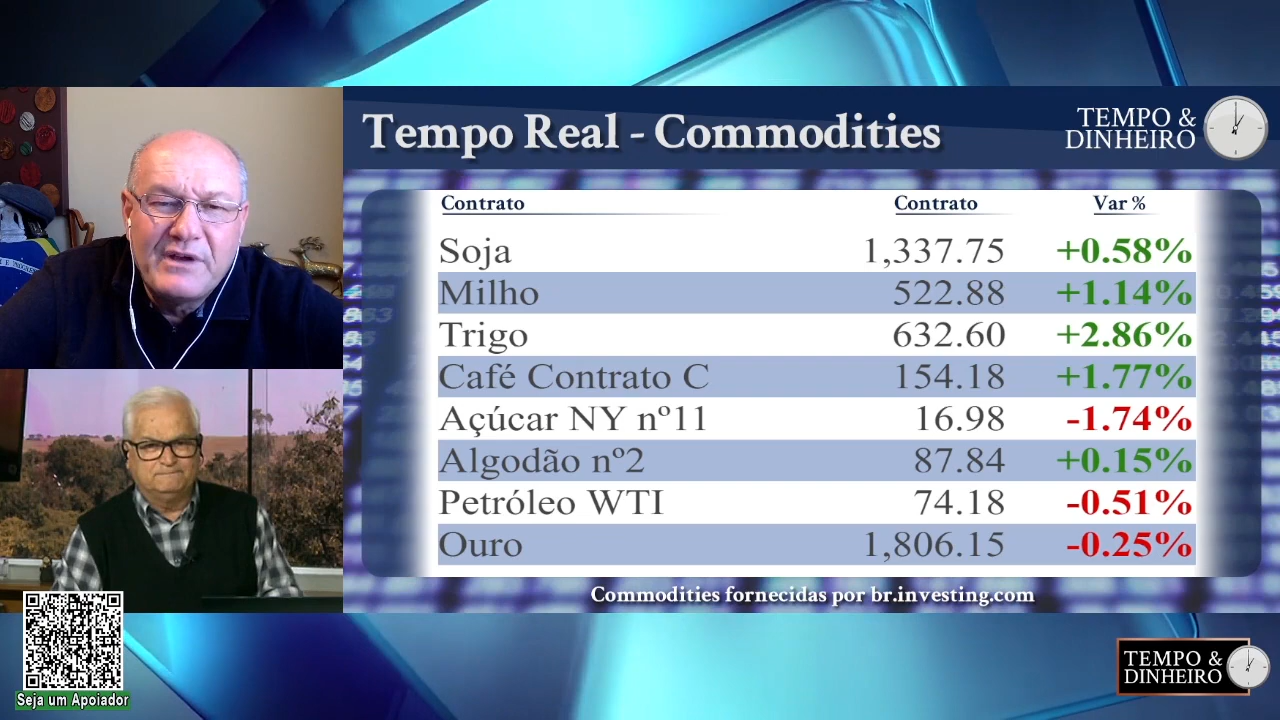 Tempo Real - Commodities
TEMPO &
DINHEIRO
Contrato Contrato Var %
Soja 1,337.75 +0.58%
Milho 522.88 +1.14%
Trigo 632.60 +2.86%
Café Contrato C 154.18 +1.77%
Açúcar NY nº11 16.98 -1.74%
Algodão nº2 87.84 +0.15%
Petróleo WTI 74.18 -0.51%
Ouro 1,806.15 -0.25%
Commodities fornecidas por br.investing.com
Seja um Apoiador
TEMPO &
DINHEIRO